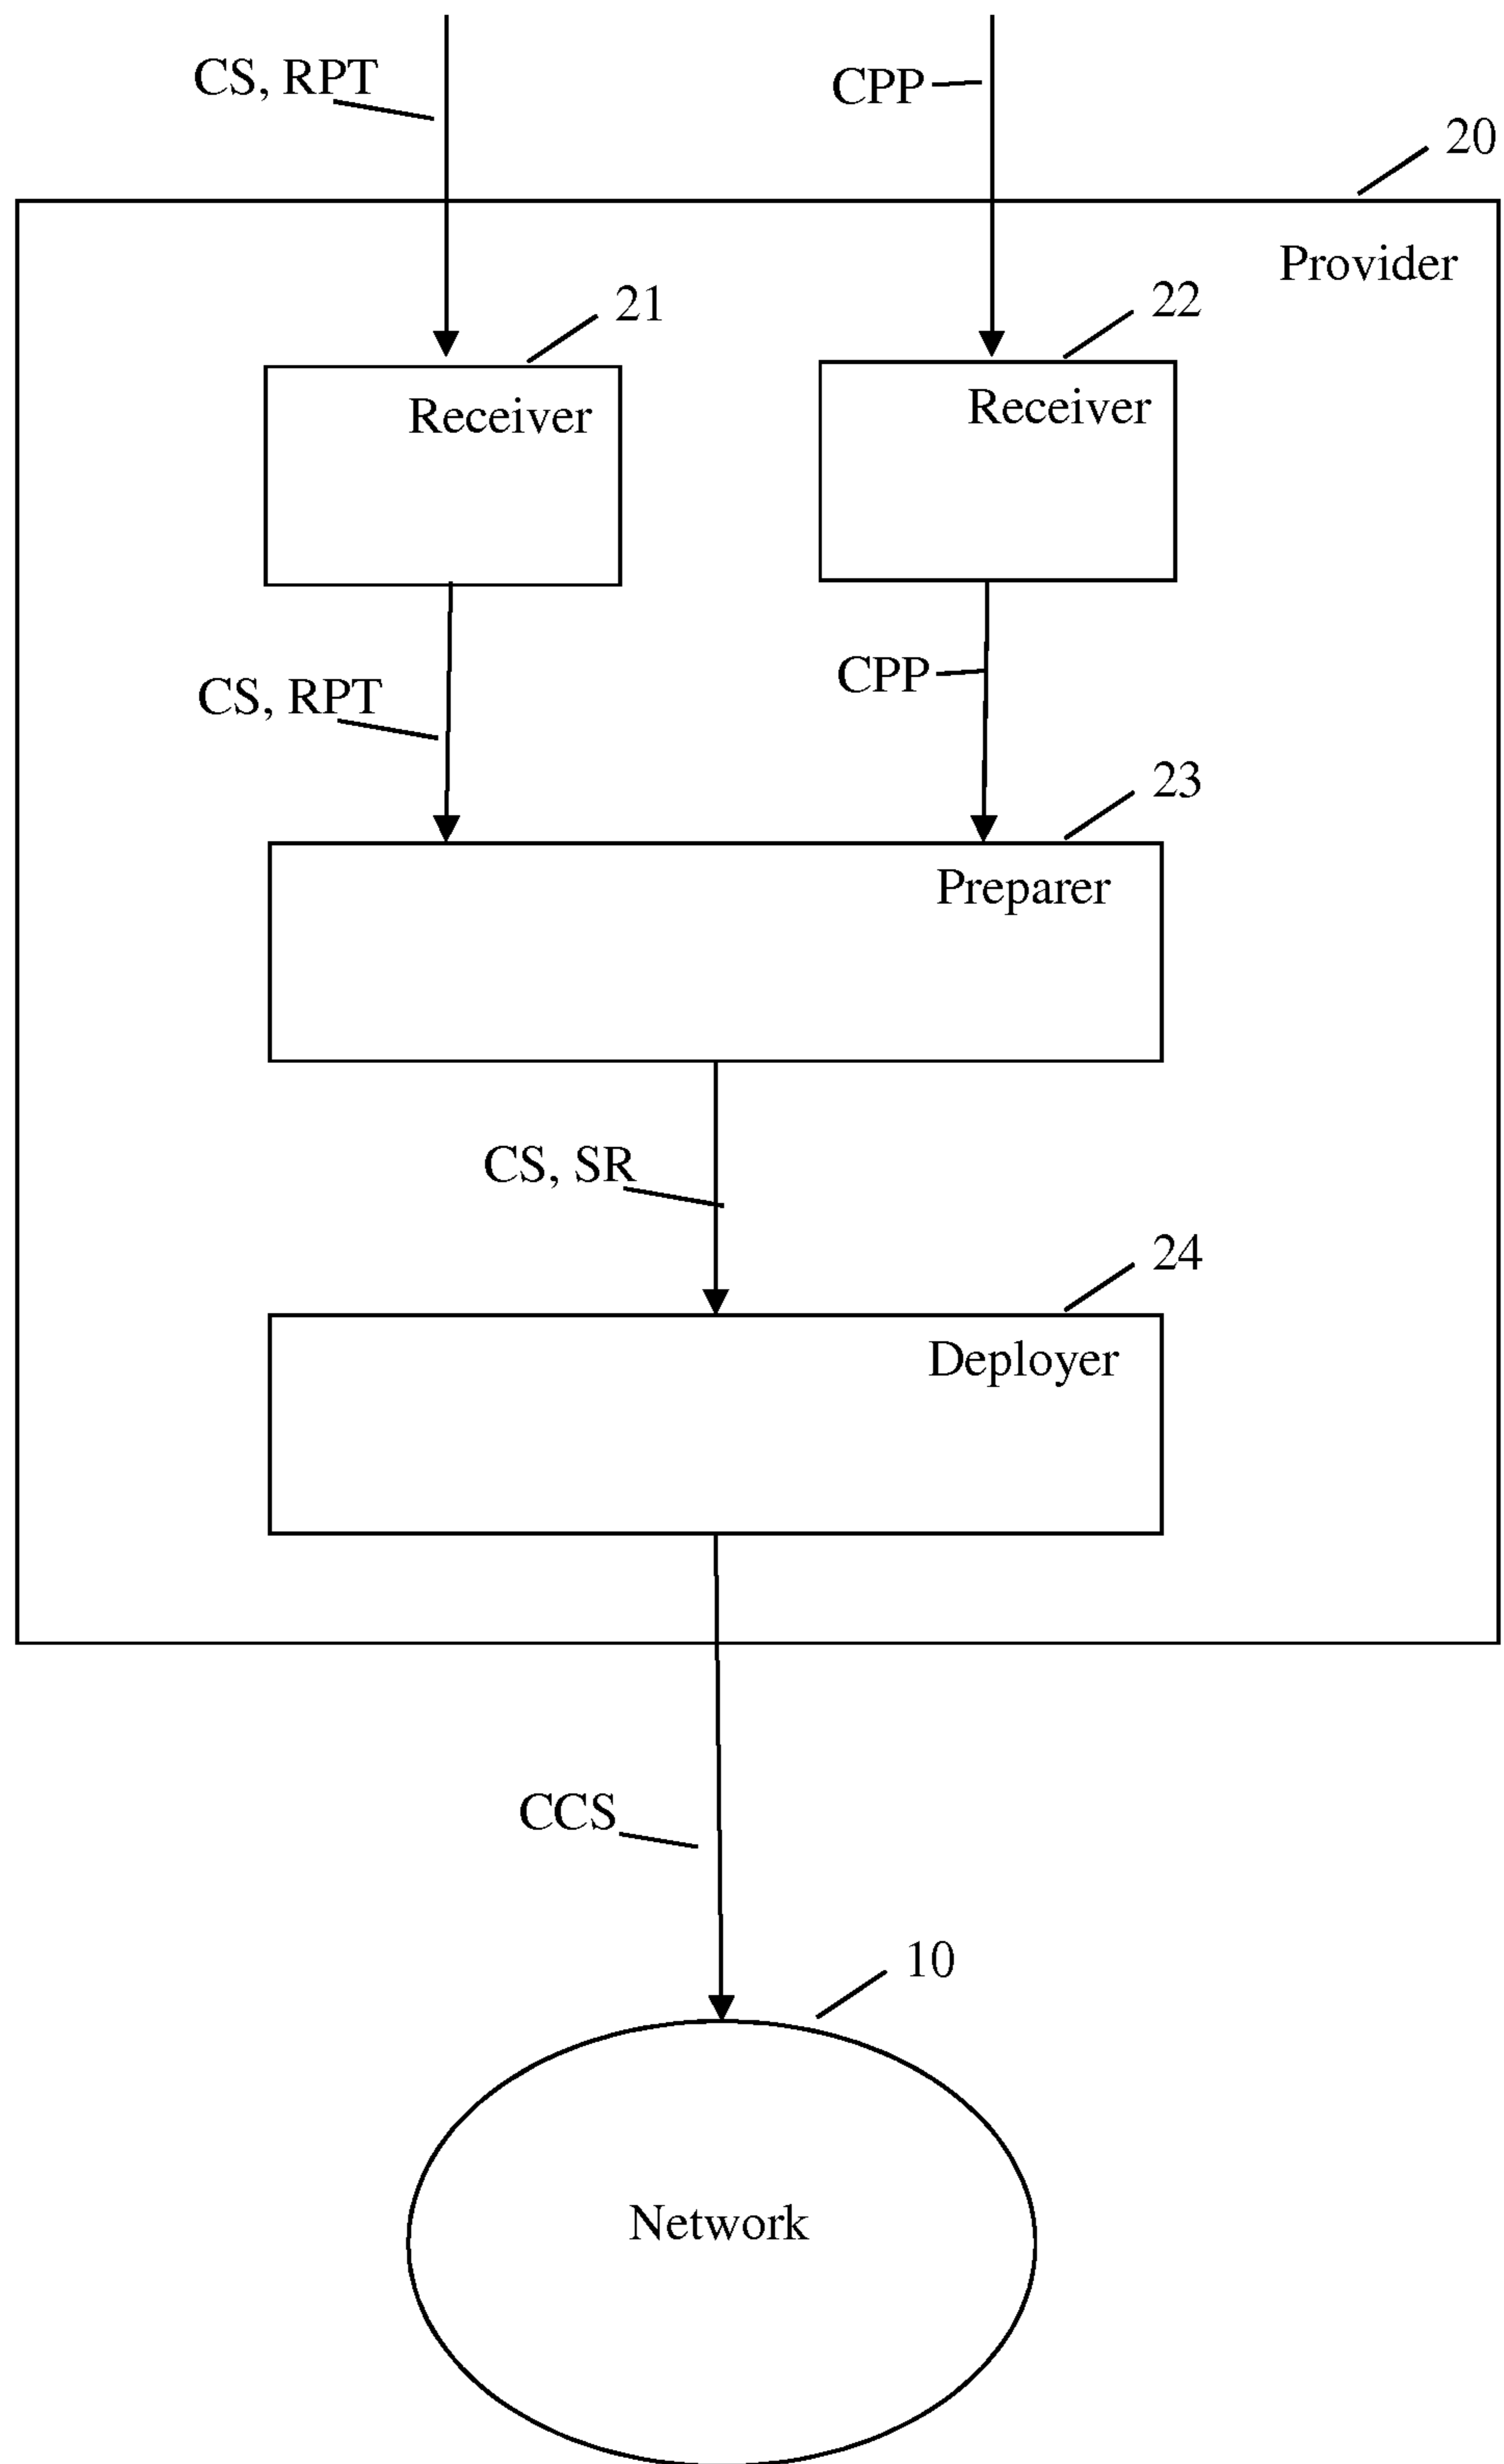 CS, RPT
CPP
20
Provider
21
22
Receiver
Receiver
CS, RPT
CPP
23
Preparer
CS, SR
24
Deployer
CCS
10
Network